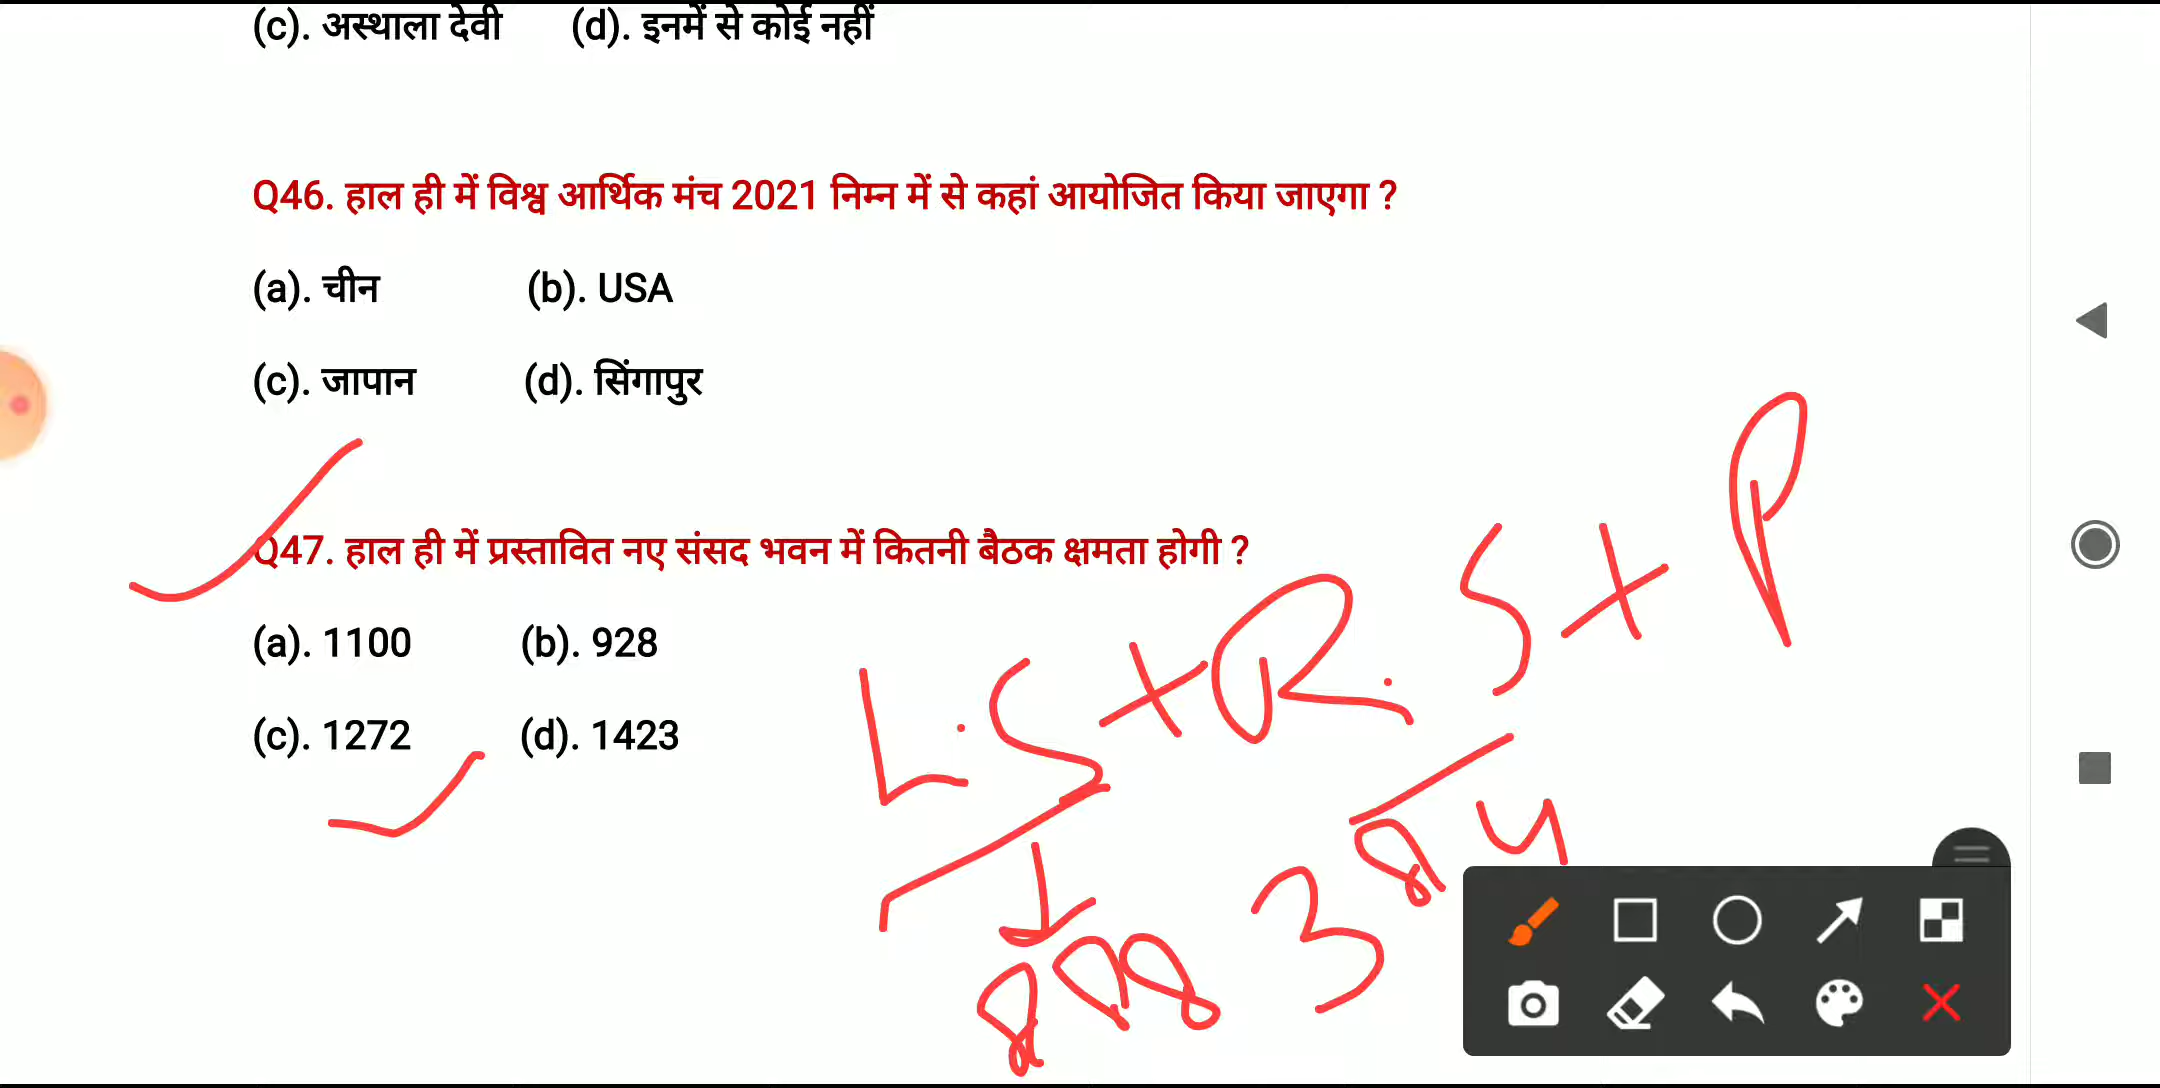 (c). अस्थाला देवी (d). इनमें से कोई नहीं
Q46. हाल ही में विश्व आर्थिक मंच 2021 निम्न में से कहां आयोजित किया जाएगा ?
(a). चीन (b). USA
(c). जापान (d). सिंगापुर
Q47. हाल ही में प्रस्तावित नए संसद भवन में कितनी बैठक क्षमता होगी ?
(a). 1100 (b). 928
(c). 1272 (d). 1423
L.S+R.S+P
888 384